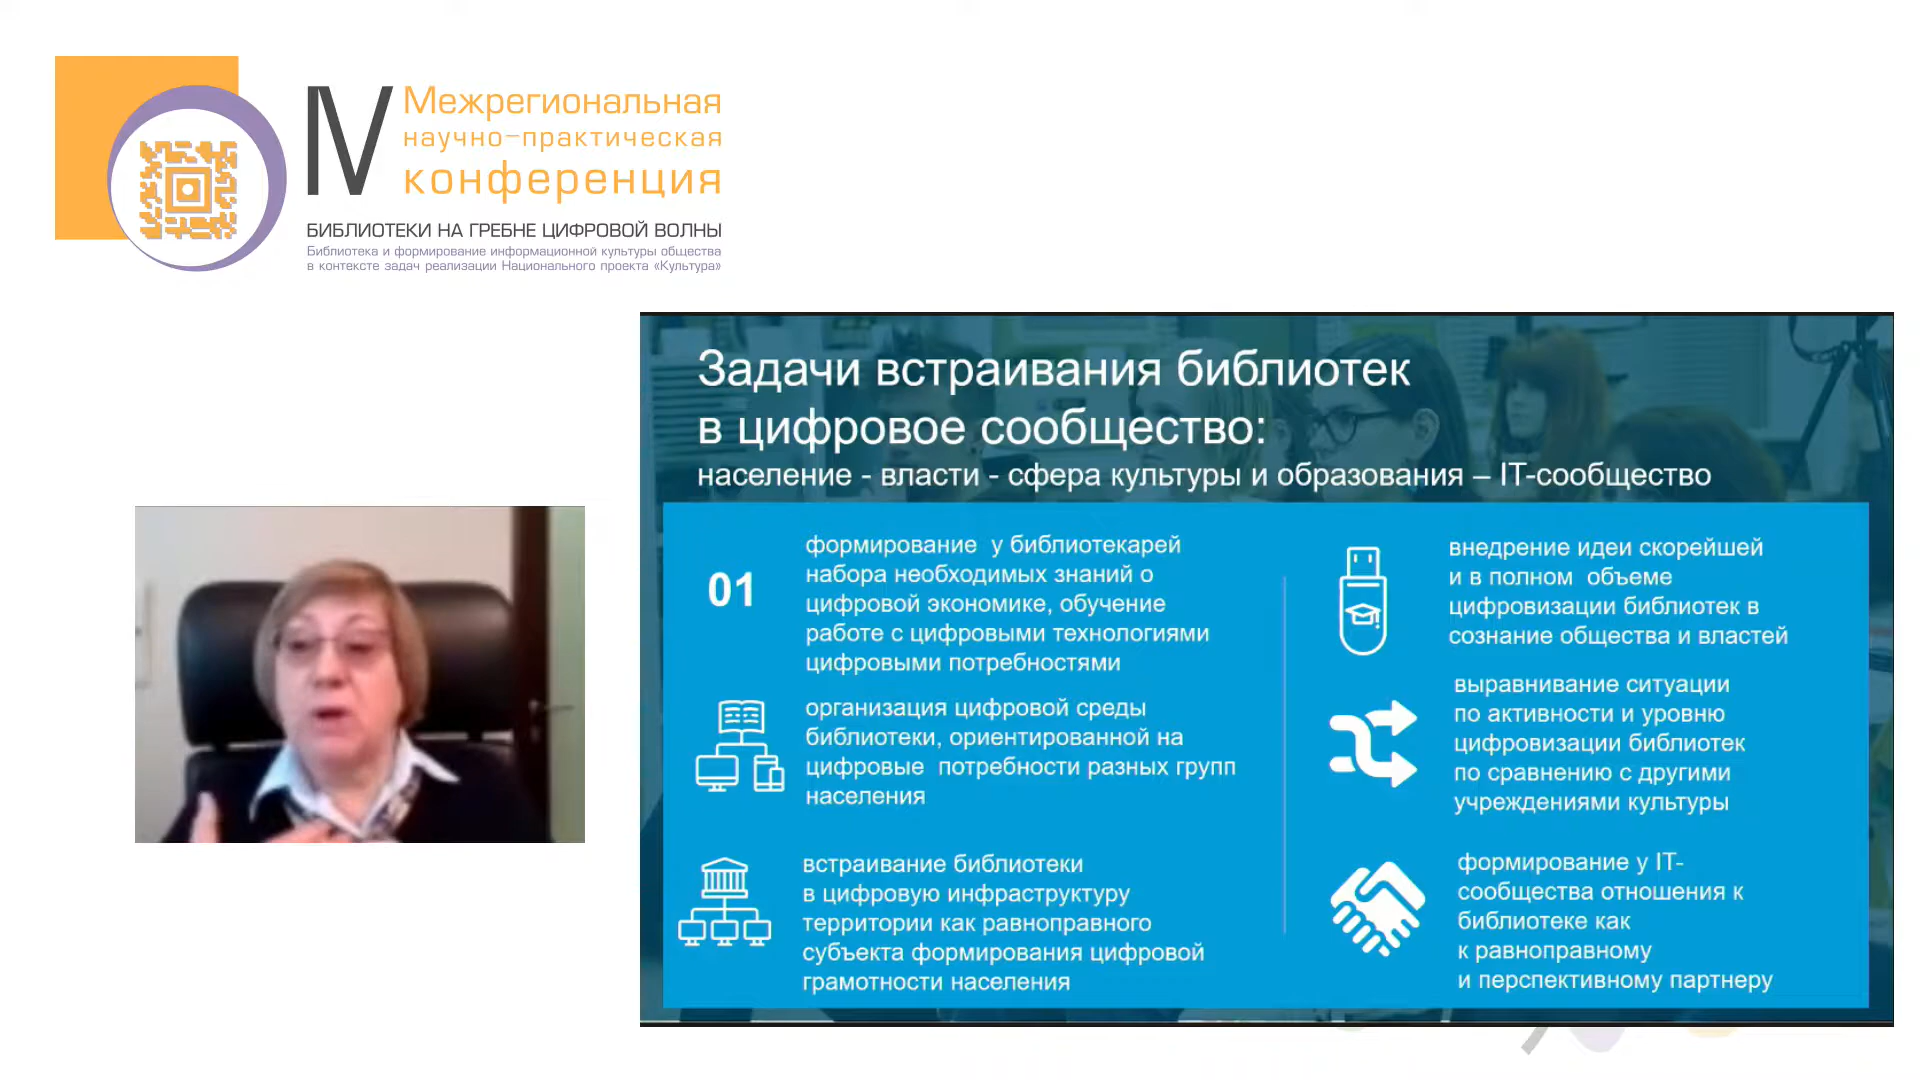 IV
Межрегиональная
научно-практическая
конференция
БИБЛИОТЕКИ НА ГРЕБНЕ ЦИФРОВОЙ ВОЛНЫ
Библиотека и формирование информационной культуры общества
в контексте задач реализации Национального проекта «Культура»
Задачи встраивания библиотек
в цифровое сообщество:
население - власти - сфера культуры и образования – IT-сообщество
01
формирование у библиотекарей
набора необходимых знаний о
цифровой экономике, обучение
работе с цифровыми технологиями
цифровыми потребностями
организация цифровой среды
библиотеки, ориентированной на
цифровые потребности разных групп
населения
встраивание библиотеки
в цифровую инфраструктуру
территории как равноправного
субъекта формирования цифровой
грамотности населения
внедрение идеи скорейшей
и в полном объеме
цифровизации библиотек в
сознание общества и властей
выравнивание ситуации
по активности и уровню
цифровизации библиотек
по сравнению с другими
учреждениями культуры
формирование у IT-
сообщества отношения к
библиотеке как
к равноправному
и перспективному партнеру